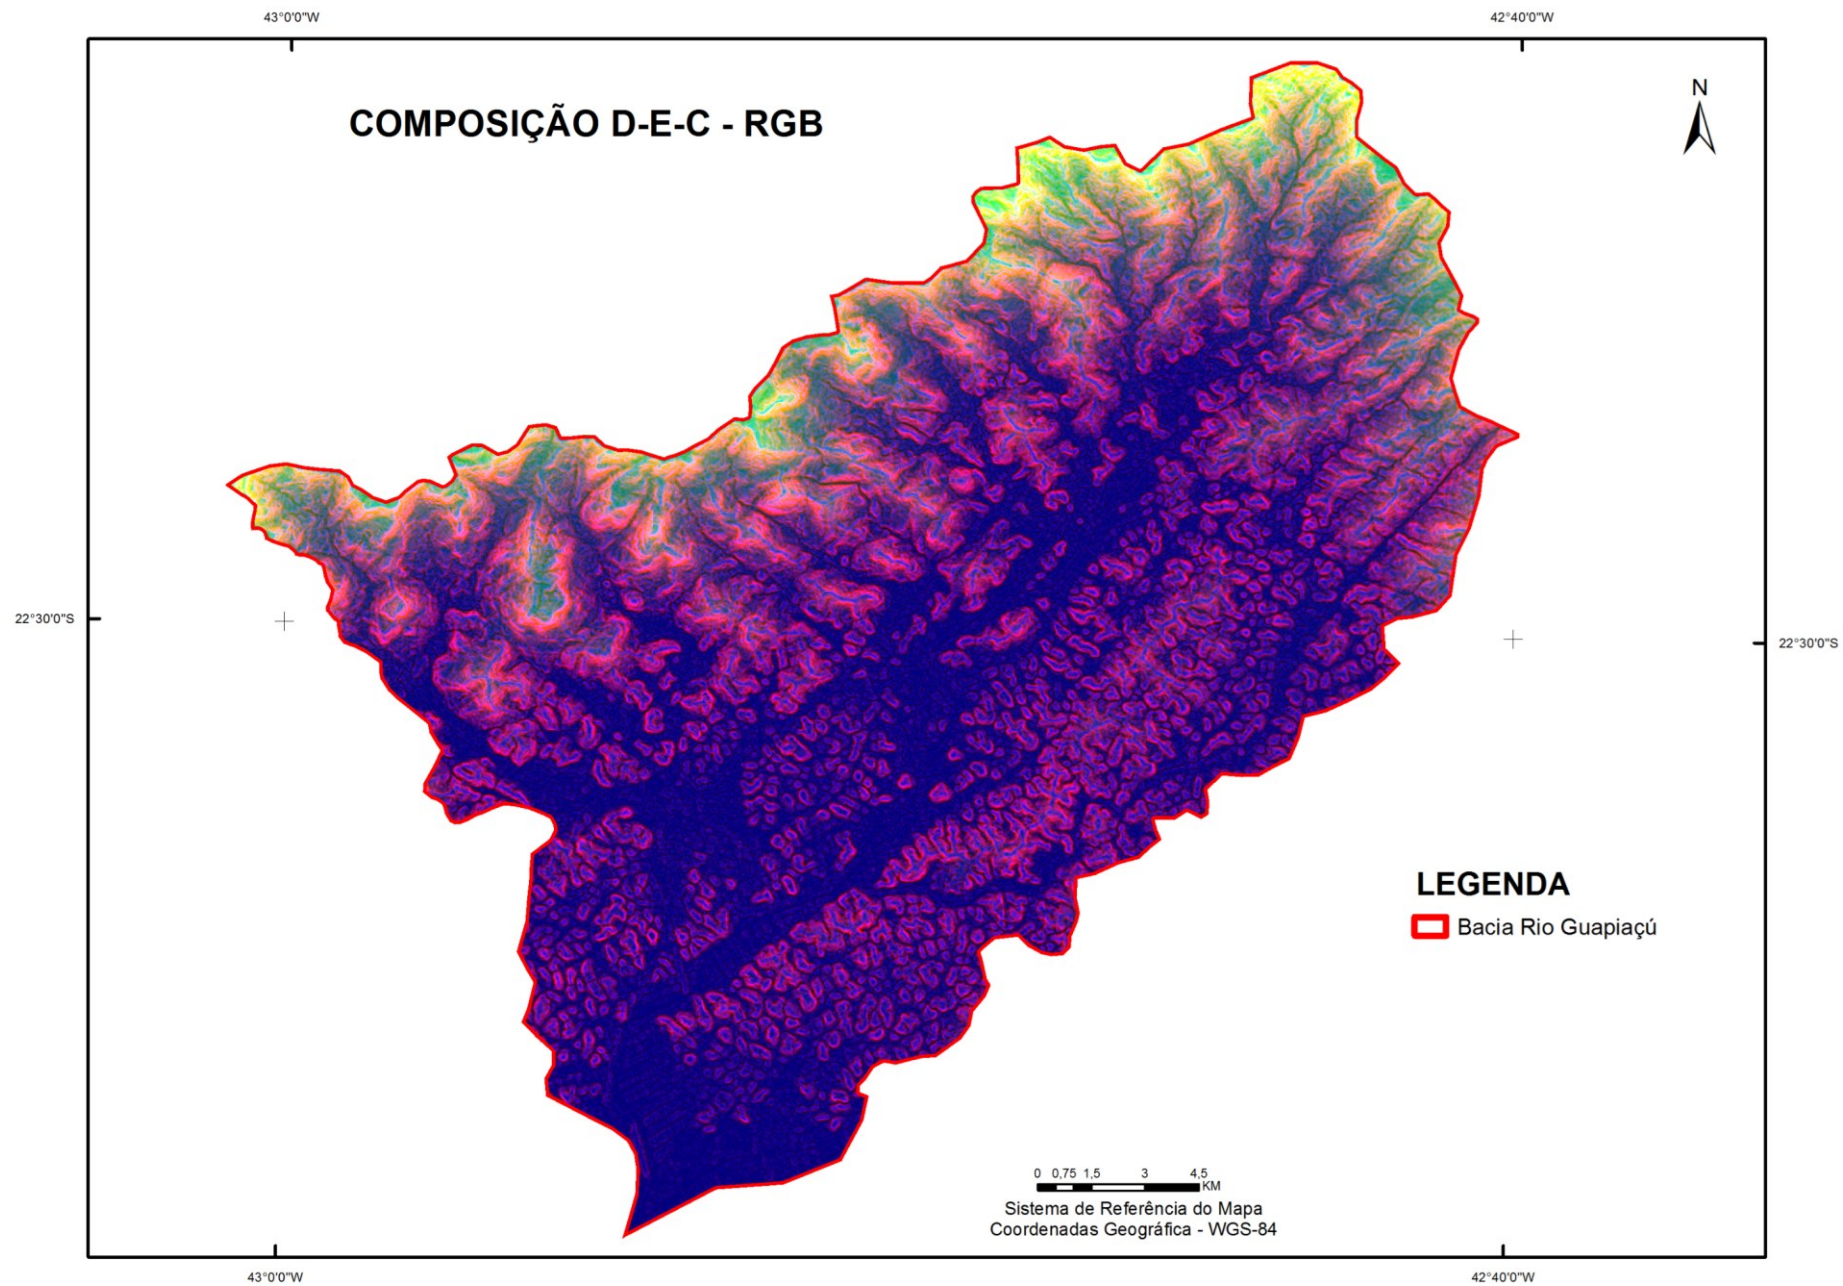 43°0'0"W
42°40'0"W
COMPOSIÇÃO D-E-C - RGB
N
22°30'0"S
22°30'0"S
LEGENDA
Bacia Rio Guapiaçú
0 0,75 1,5 3 4,5
KM
Sistema de Referência do Mapa
Coordenadas Geográfica - WGS-84
43°0'0"W
42°40'0"W